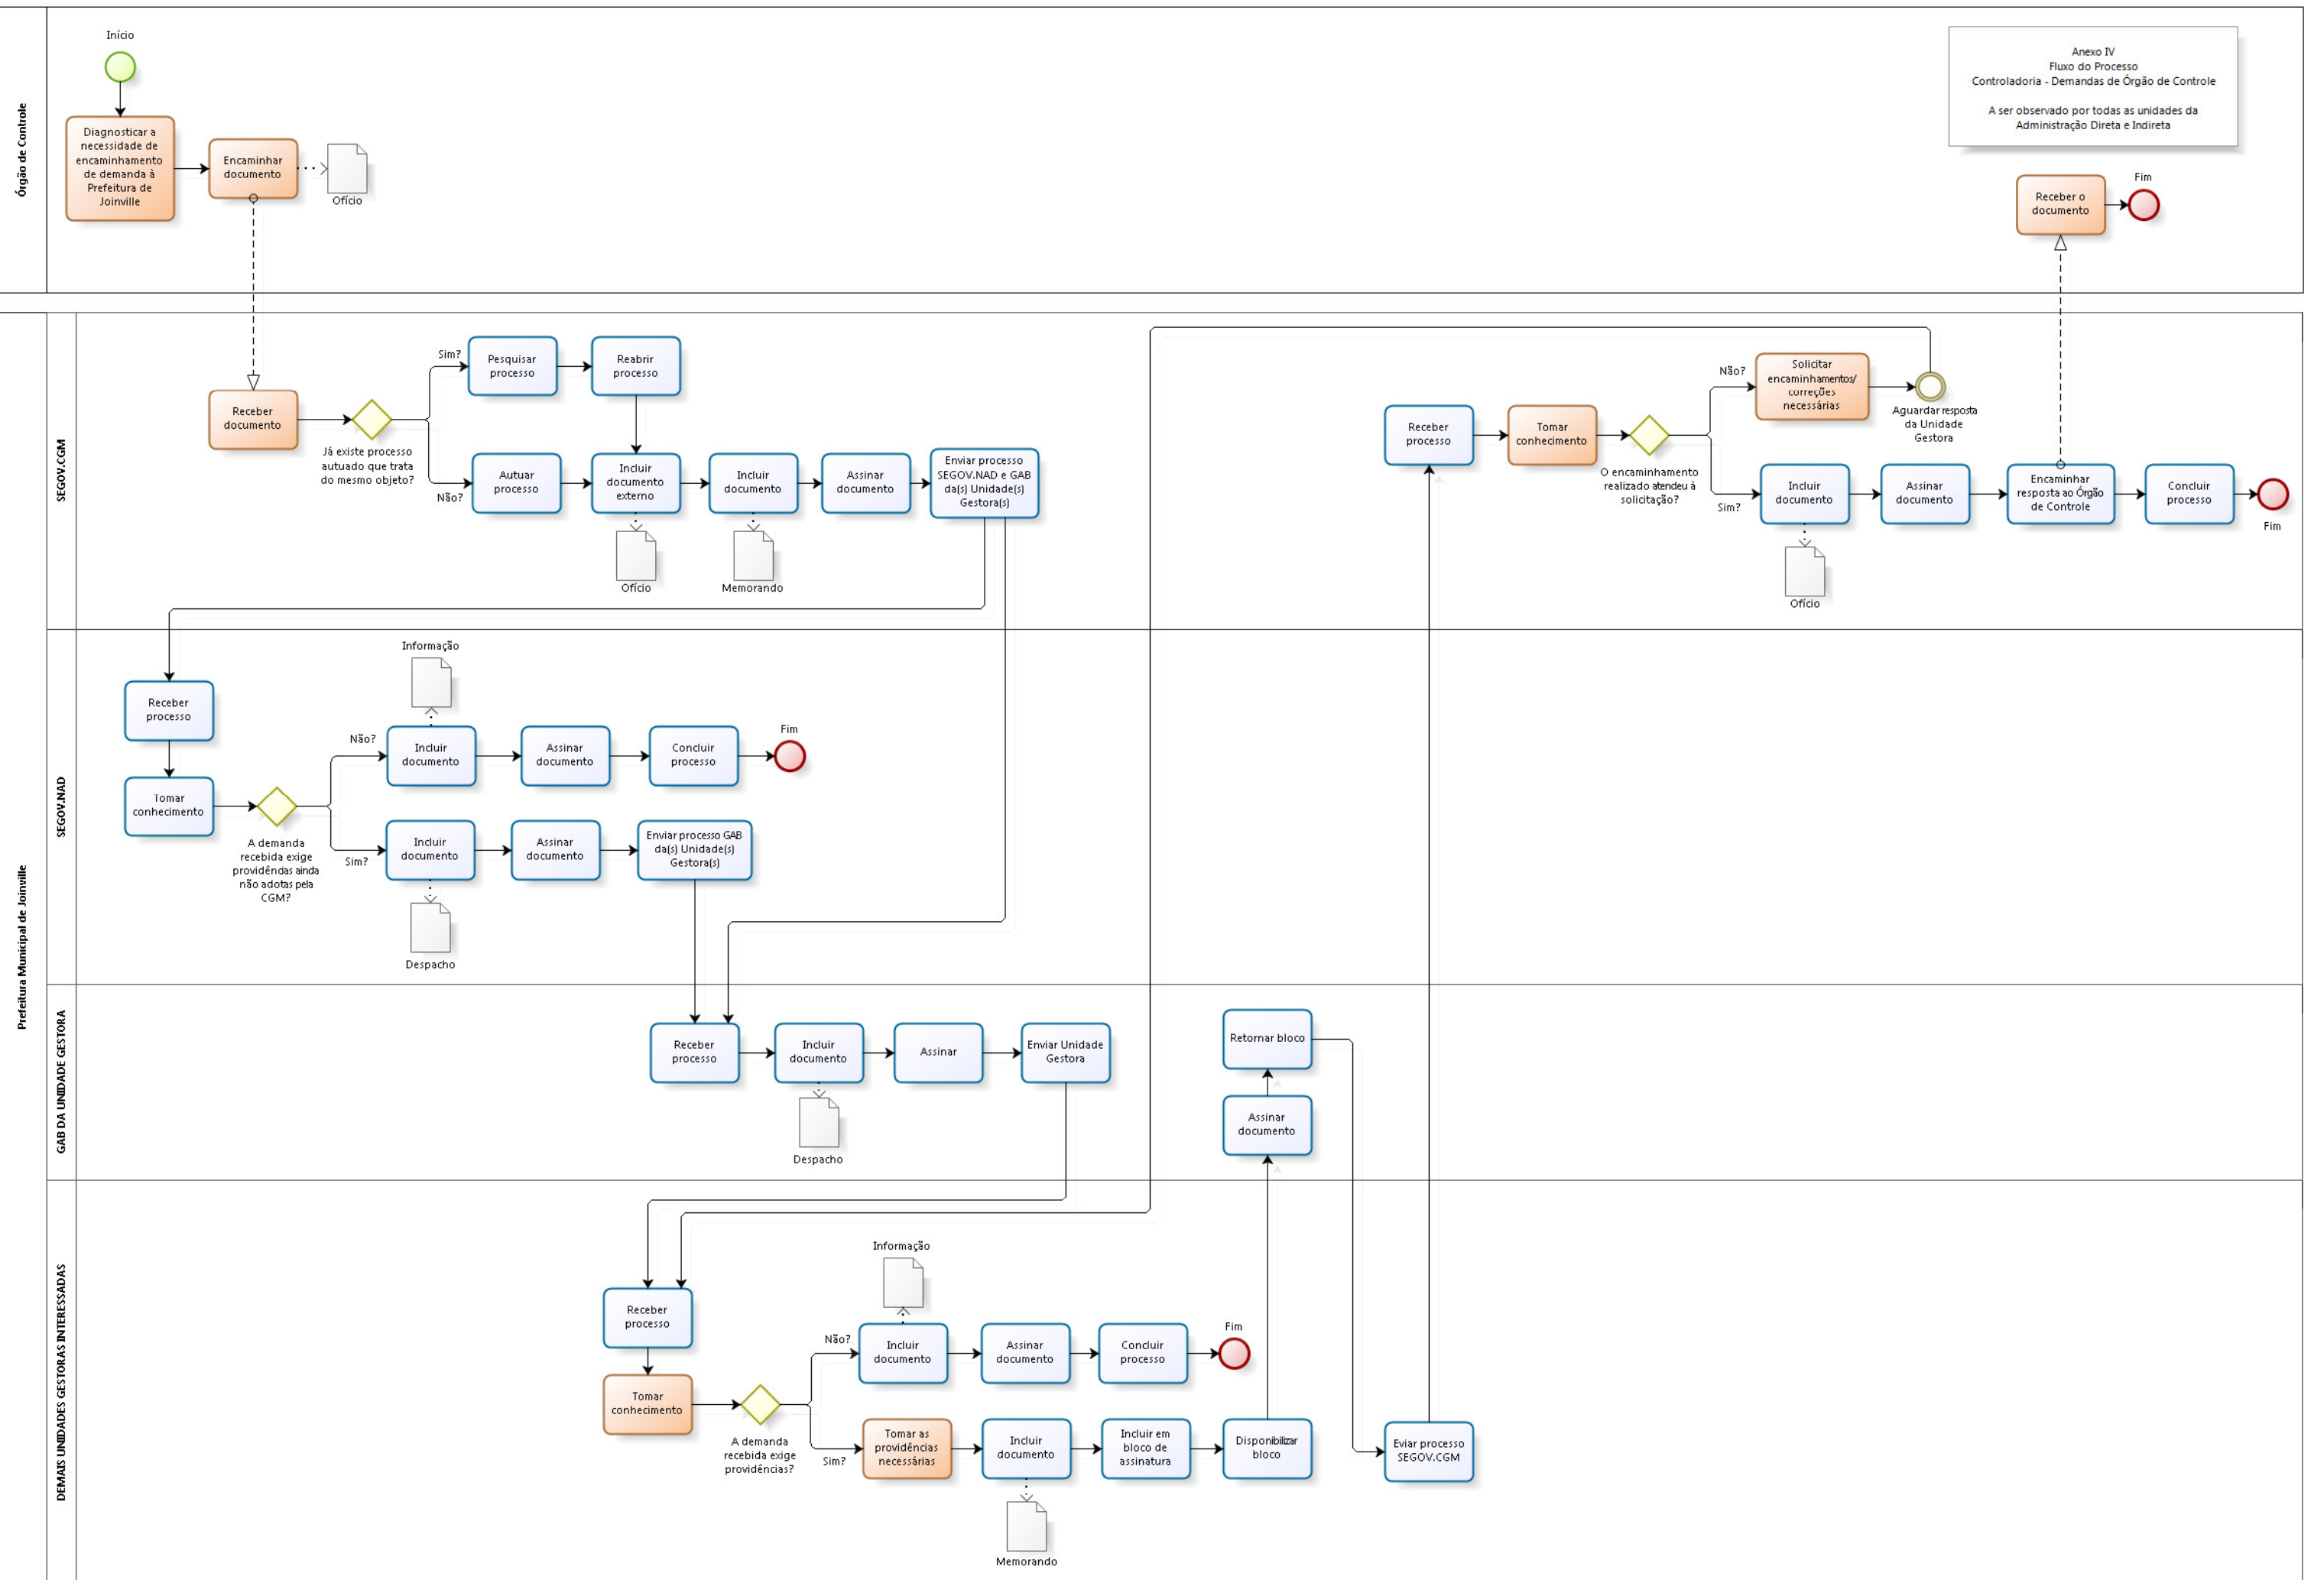 Órgão de Controle
Início
Diagnosticar a
necessidade de
encaminhamento
de demanda à
Prefeitura de
Joinville
Encaminhar
documento
Ofício
Anexo IV
Fluxo do Processo
Controladoria - Demandas de Órgão de Controle
A ser observado por todas as unidades da
Administração Direta e Indireta
Receber o
documento
Fim
Prefeitura Municipal de Joinville
SEGOV.CGM
Receber
documento
Já existe processo
autuado que trata
do mesmo objeto?
Sim?
Pesquisar
processo
Reabrir
processo
Não?
Autuar
processo
Incluir
documento
externo
Ofício
Incluir
documento
Memorando
Assinar
documento
Enviar processo
SEGOV.NAD e GAB
da(s) Unidade(s)
Gestora(s)
Receber
processo
Tomar
conhecimento
O encaminhamento
realizado atendeu à
solicitação?
Não?
Solicitar
encaminhamentos/
correções
necessárias
Aguardar resposta
da Unidade
Gestora
Sim?
Incluir
documento
Ofício
Assinar
documento
Encaminhar
resposta ao Órgão
de Controle
Concluir
processo
Fim
SEGOV.NAD
Receber
processo
Tomar
conhecimento
A demanda
recebida exige
providências ainda
não adotas pela
CGM?
Não?
Informação
Incluir
documento
Assinar
documento
Concluir
processo
Fim
Sim?
Incluir
documento
Despacho
Assinar
documento
Enviar processo GAB
da(s) Unidade(s)
Gestora(s)
GAB DA UNIDADE GESTORA
Receber
processo
Incluir
documento
Despacho
Assinar
Enviar Unidade
Gestora
Retornar bloco
Assinar
documento
DEMAIS UNIDADES GESTORAS INTERESSADAS
Receber
processo
Tomar
conhecimento
A demanda
recebida exige
providências?
Não?
Informação
Incluir
documento
Assinar
documento
Concluir
processo
Fim
Sim?
Tomar as
providências
necessárias
Incluir
documento
Memorando
Incluir em
bloco de
assinatura
Disponibilizar
bloco
Eviar processo
SEGOV.CGM